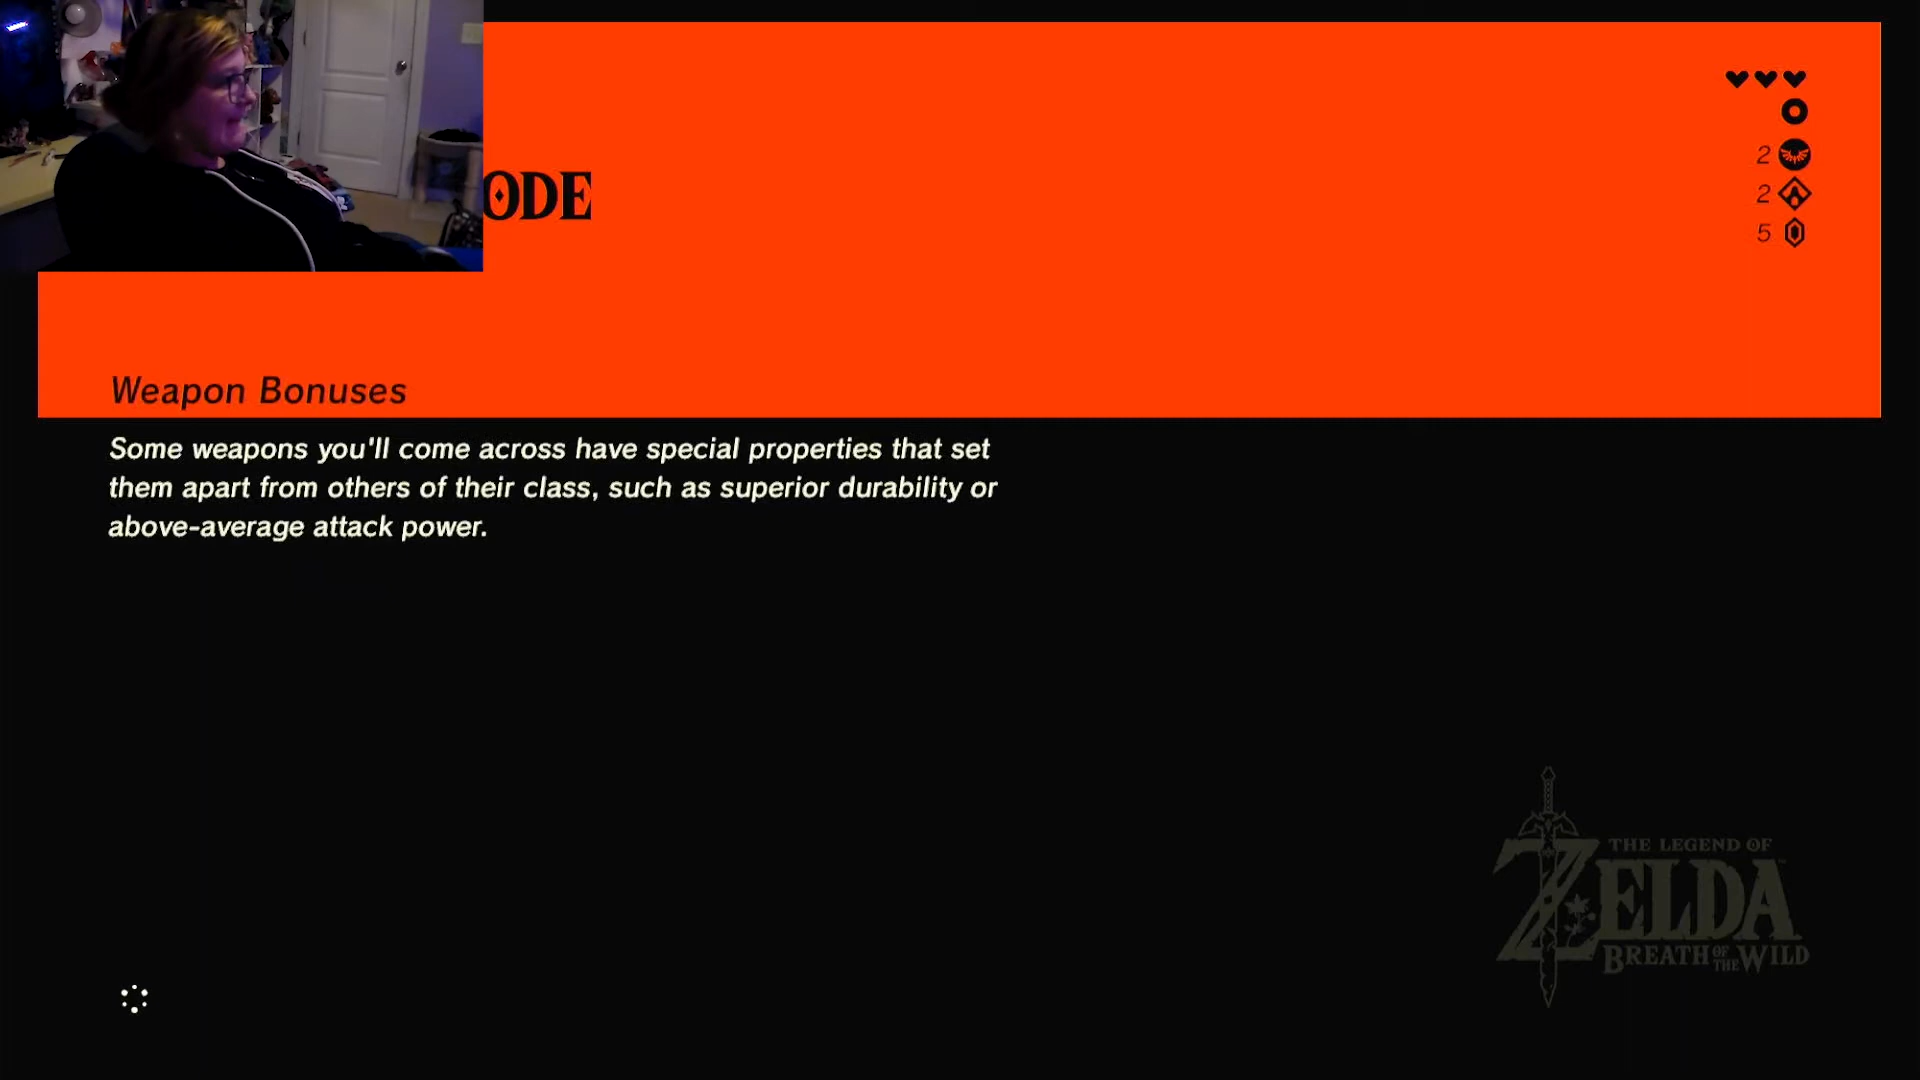 ODE
2
2
5
Weapon Bonuses
Some weapons you'll come across have special properties that set
them apart from others of their class, such as superior durability or
above-average attack power.
THE LEGEND OF
ZELDA
BREATH OF THE WILD